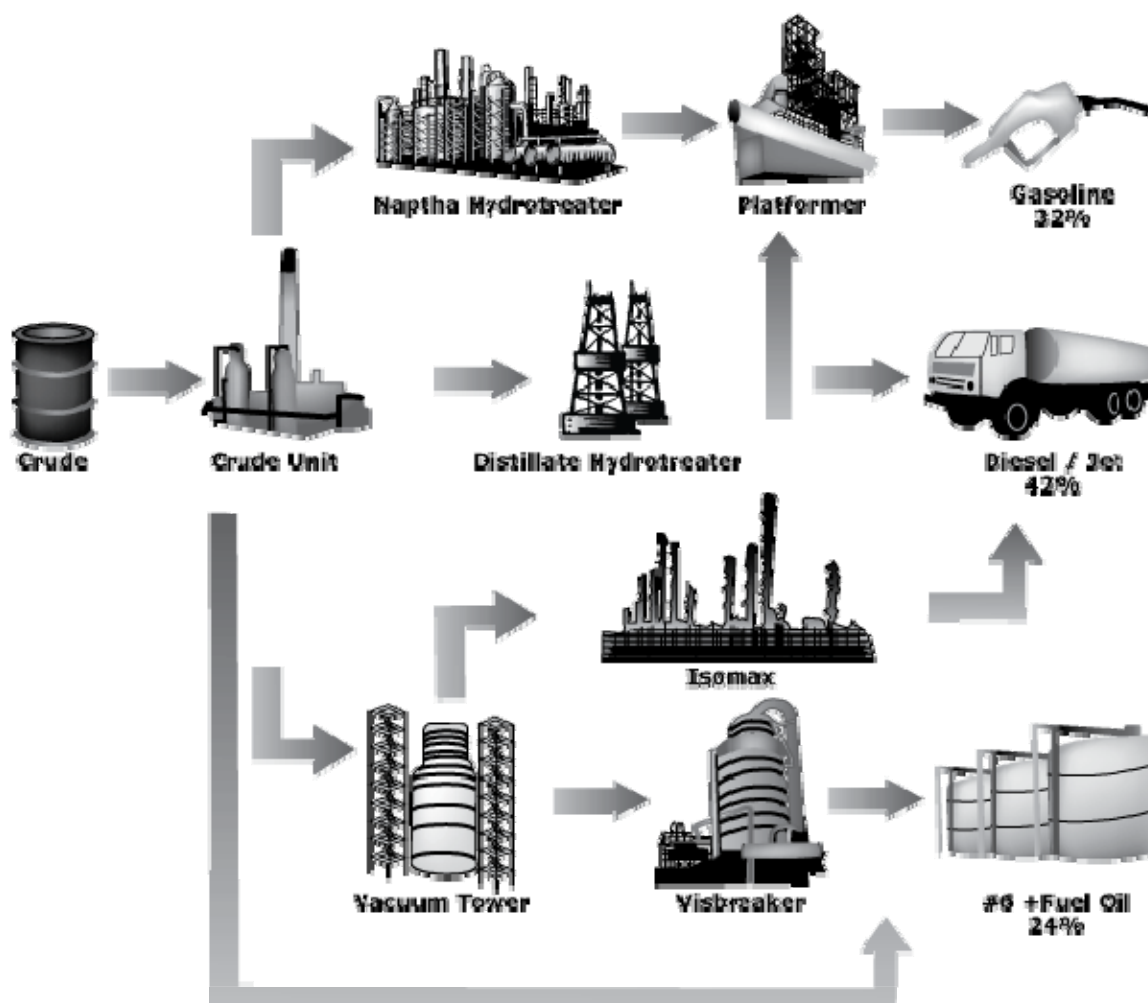 Naptha Hydrotreater
Platformer
Gasoline
32%
Crude
Crude Unit
Distillate Hydrotreater
Diesel / Jet
42%
Isomax
Vacuum Tower
Visbreaker
#6 +Fuel Oil
24%